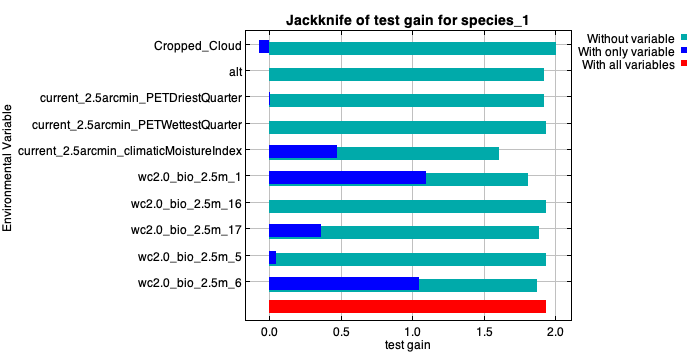 Jackknife of test gain for species_1
Without variable
With only variable
With all variables
Environmental Variable
Cropped_Cloud
alt
current_2.5arcmin_PETDriestQuarter
current_2.5arcmin_PETWettestQuarter
current_2.5arcmin_climaticMoistureIndex
wc2.0_bio_2.5m_1
wc2.0_bio_2.5m_16
wc2.0_bio_2.5m_17
wc2.0_bio_2.5m_5
wc2.0_bio_2.5m_6
0.0 0.5 1.0 1.5 2.0
test gain